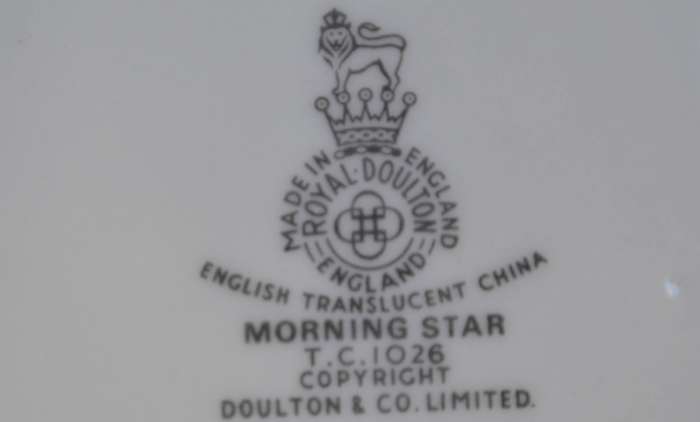 MADE IN ENGLAND
ROYAL·DOULTON
ENGLAND
ENGLISH TRANSLUCENT CHINA
MORNING STAR
T.C.1026
COPYRIGHT
DOULTON & CO. LIMITED.